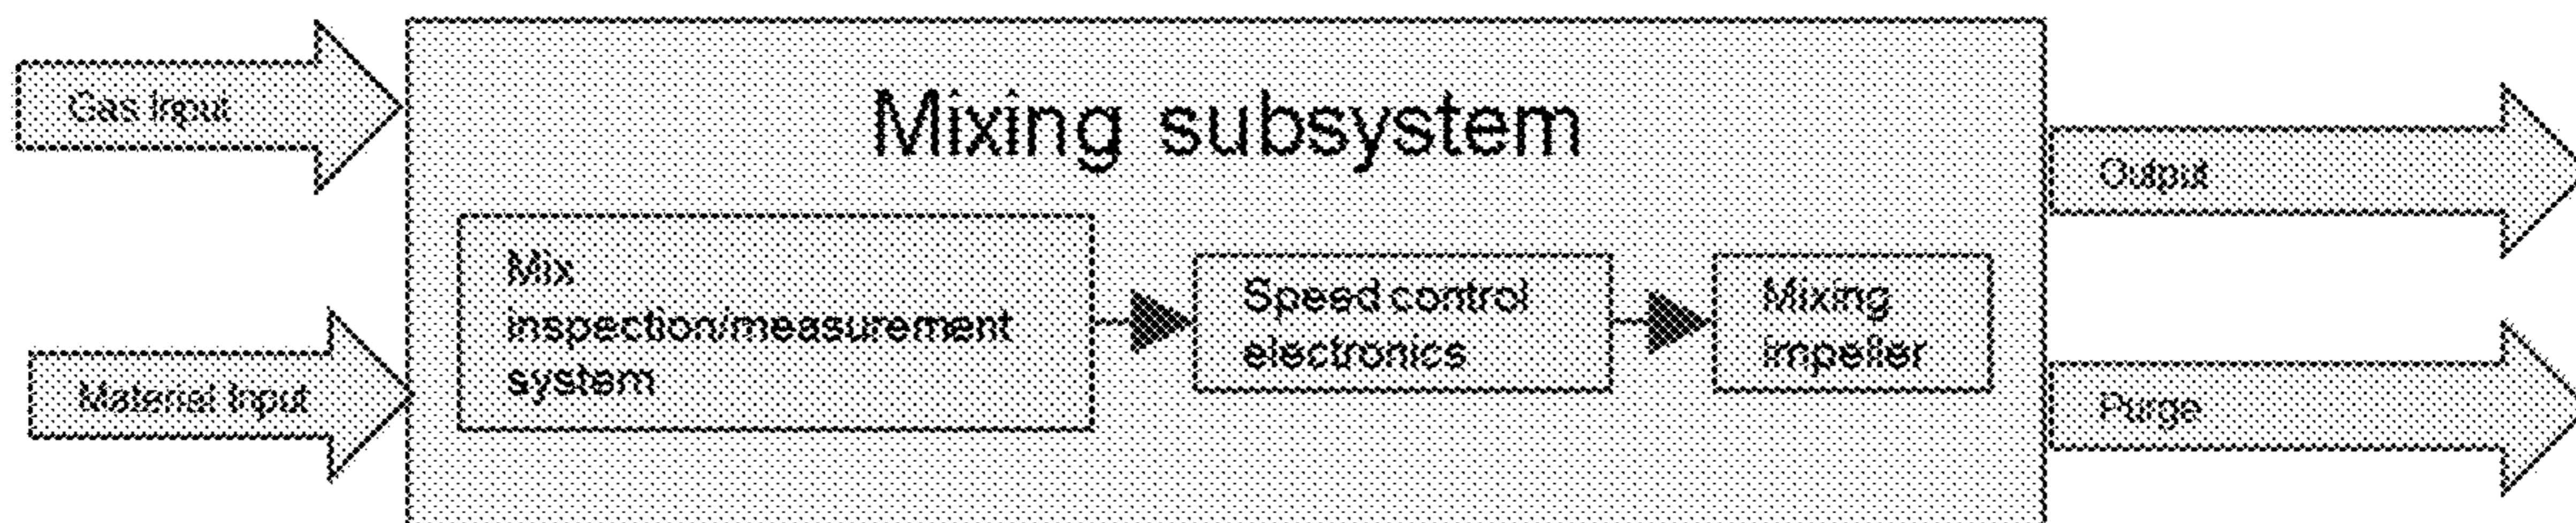 Gas Input
Mixing subsystem
Output
Mix
inspection/measurement
system
Speed control
electronics
Mixing
impeller
Material Input
Purge